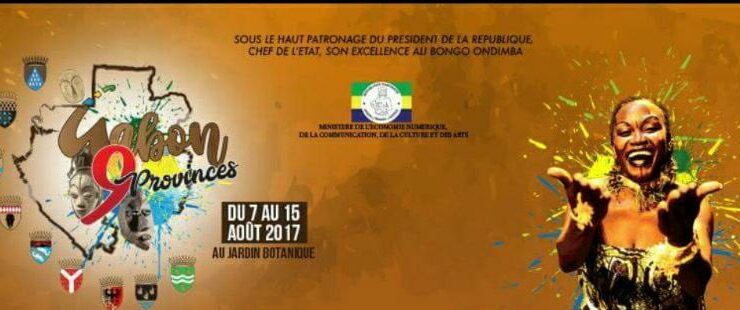 SOUS LE HAUT PATRONAGE DU PRESIDENT DE LA REPUBLIQUE,
CHEF DE L'ETAT, SON EXCELLENCE ALI BONGO ONDIMBA
MINISTERE DE L'ECONOMIE NUMERIQUE,
DE LA COMMUNICATION, DE LA CULTURE ET DES ARTS
Gabon
9 Provinces
DU 7 AU 15
AOÛT 2017
AU JARDIN BOTANIQUE